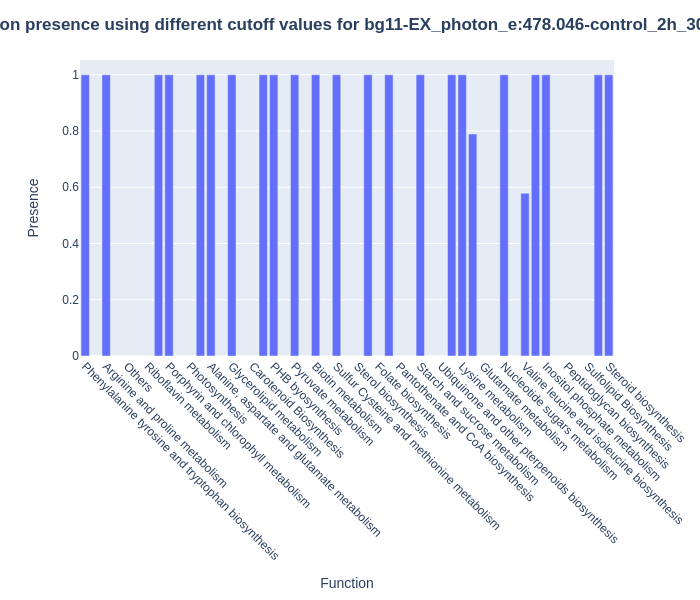 on presence using different cutoff values for bg11-EX_photon_e:478.046-control_2h_30
Presence
1
0.8
0.6
0.4
0.2
0
Phenylalanine tyrosine and tryptophan biosynthesis
Arginine and proline metabolism
Others
Riboflavin metabolism
Porphyrin and chlorophyll metabolism
Photosynthesis
Alanine, aspartate and glutamate metabolism
Glycerolipid metabolism
Carotenoid Biosynthesis
PHB byosynthesis
Pyruvate metabolism
Biotin metabolism
Sulfur Cysteine and methionine metabolism
Sterol biosynthesis
Folate biosynthesis
Pantothenate and CoA biosynthesis
Starch and sucrose metabolism
Ubiquinone and other pterpenoids biosynthesis
Lysine metabolism
Glutamate metabolism
Nucleotide sugars metabolism
Valine leucine and isoleucine biosynthesis
Inositol phosphate metabolism
Peptidoglycan biosynthesis
Sulfolipid Biosynthesis
Steroid biosynthesis
Function